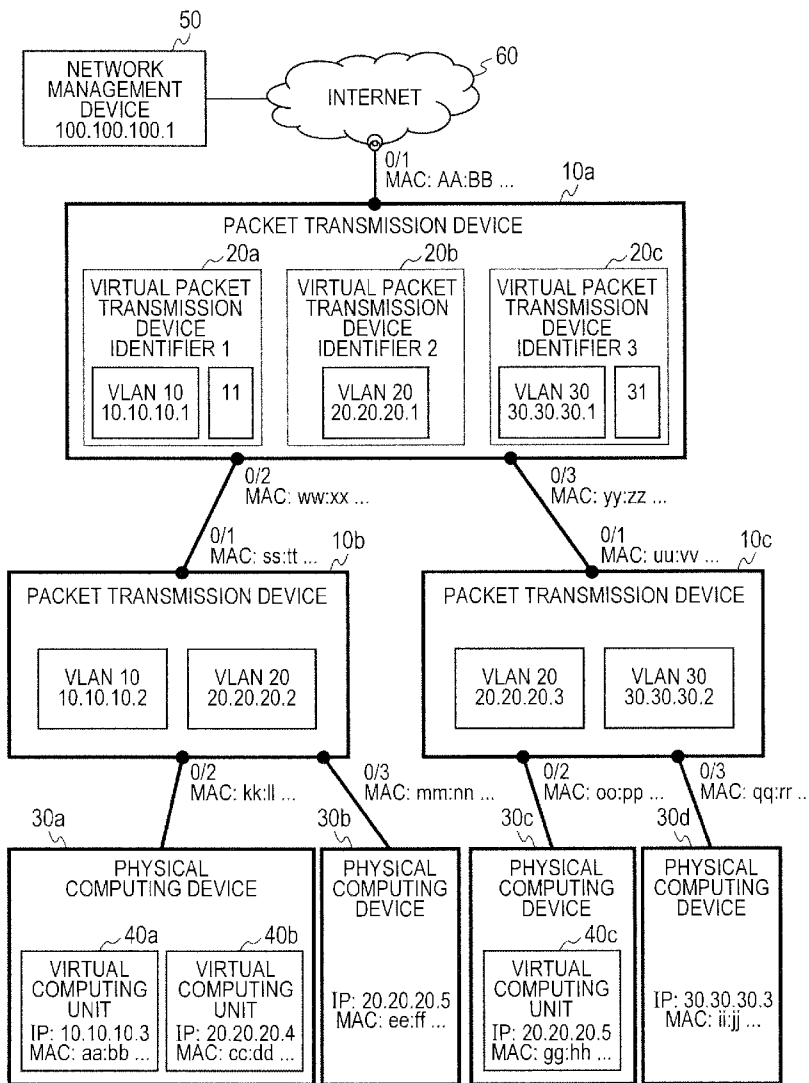 50
NETWORK
MANAGEMENT
DEVICE
100.100.100.1
60
INTERNET
0/1
MAC: AA:BB ...
10a
PACKET TRANSMISSION DEVICE
20a
VIRTUAL PACKET
TRANSMISSION
DEVICE
IDENTIFIER 1
VLAN 10
10.10.10.1
11
20b
VIRTUAL PACKET
TRANSMISSION
DEVICE
IDENTIFIER 2
VLAN 20
20.20.20.1
20c
VIRTUAL PACKET
TRANSMISSION
DEVICE
IDENTIFIER 3
VLAN 30
30.30.30.1
31
0/2
MAC: ww:xx ...
0/3
MAC: yy:zz ...
0/1
MAC: ss:tt ...
10b
PACKET TRANSMISSION DEVICE
VLAN 10
10.10.10.2
VLAN 20
20.20.20.2
0/1
MAC: uu:vv ...
10c
PACKET TRANSMISSION DEVICE
VLAN 20
20.20.20.3
VLAN 30
30.30.30.2
0/2
MAC: kk:ll ...
0/3
MAC: mm:nn ...
0/2
MAC: oo:pp ...
0/3
MAC: qq:rr ...
30a
PHYSICAL
COMPUTING DEVICE
40a
VIRTUAL
COMPUTING
UNIT
IP: 10.10.10.3
MAC: aa:bb ...
40b
VIRTUAL
COMPUTING
UNIT
IP: 20.20.20.4
MAC: cc:dd ...
30b
PHYSICAL
COMPUTING
DEVICE
IP: 20.20.20.5
MAC: ee:ff ...
30c
PHYSICAL
COMPUTING
DEVICE
40c
VIRTUAL
COMPUTING
UNIT
IP: 20.20.20.5
MAC: gg:hh ...
30d
PHYSICAL
COMPUTING
DEVICE
IP: 30.30.30.3
MAC: ii:jj ...